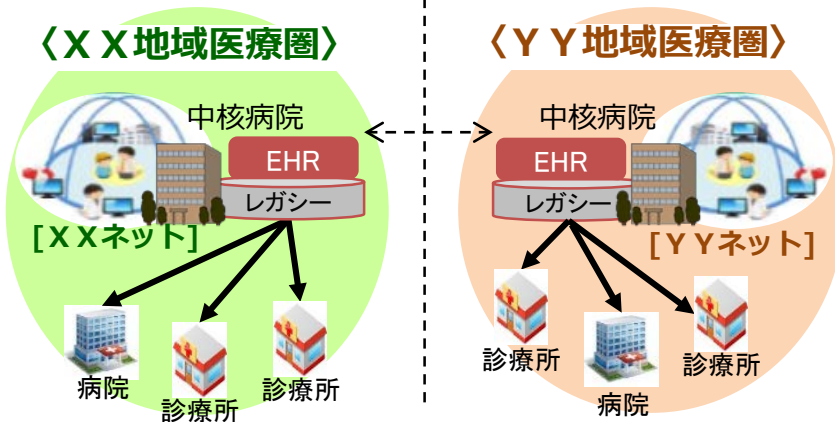 〈ＸＸ地域医療圏〉
中核病院
EHR
レガシー
[ＸＸネット]
病院
診療所
診療所
〈ＹＹ地域医療圏〉
中核病院
EHR
レガシー
[ＹＹネット]
診療所
病院
診療所